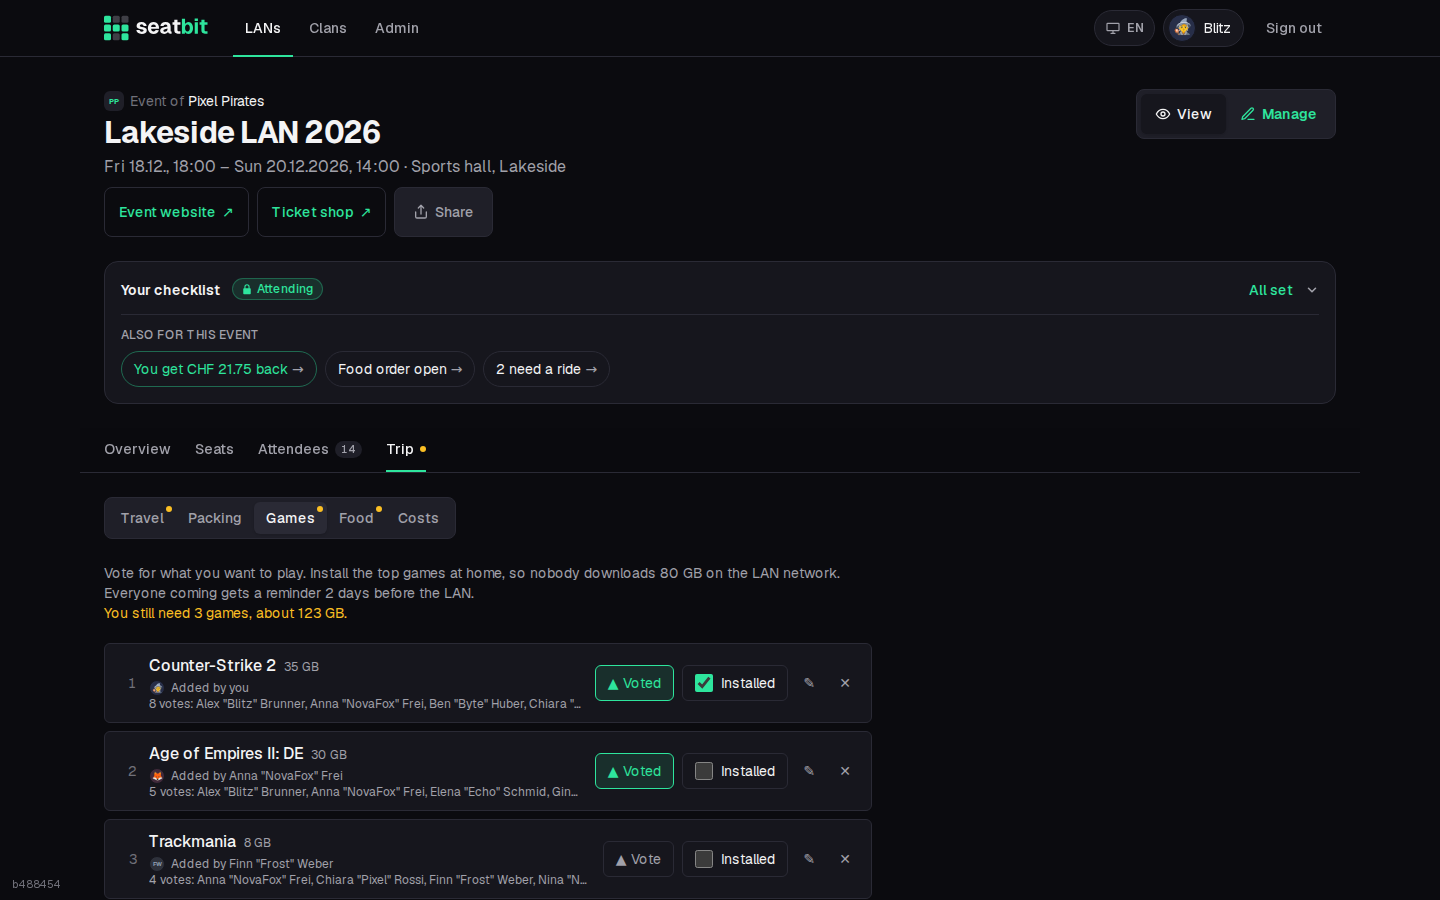 seatbit LANs Clans Admin EN Blitz Sign out
PP Event of Pixel Pirates
Lakeside LAN 2026
Fri 18.12., 18:00 – Sun 20.12.2026, 14:00 · Sports hall, Lakeside
View Manage
Event website ↗ Ticket shop ↗ Share
Your checklist Attending All set
ALSO FOR THIS EVENT
You get CHF 21.75 back → Food order open → 2 need a ride →
Overview Seats Attendees 14 Trip
Travel Packing Games Food Costs
Vote for what you want to play. Install the top games at home, so nobody downloads 80 GB on the LAN network.
Everyone coming gets a reminder 2 days before the LAN.
You still need 3 games, about 123 GB.
1 Counter-Strike 2 35 GB
Added by you
8 votes: Alex "Blitz" Brunner, Anna "NovaFox" Frei, Ben "Byte" Huber, Chiara "...
▲ Voted Installed ✎ ✕
2 Age of Empires II: DE 30 GB
Added by Anna "NovaFox" Frei
5 votes: Alex "Blitz" Brunner, Anna "NovaFox" Frei, Elena "Echo" Schmid, Gin...
▲ Voted Installed ✎ ✕
3 Trackmania 8 GB
FW Added by Finn "Frost" Weber
4 votes: Anna "NovaFox" Frei, Chiara "Pixel" Rossi, Finn "Frost" Weber, Nina "N...
▲ Vote Installed ✎ ✕
b488454